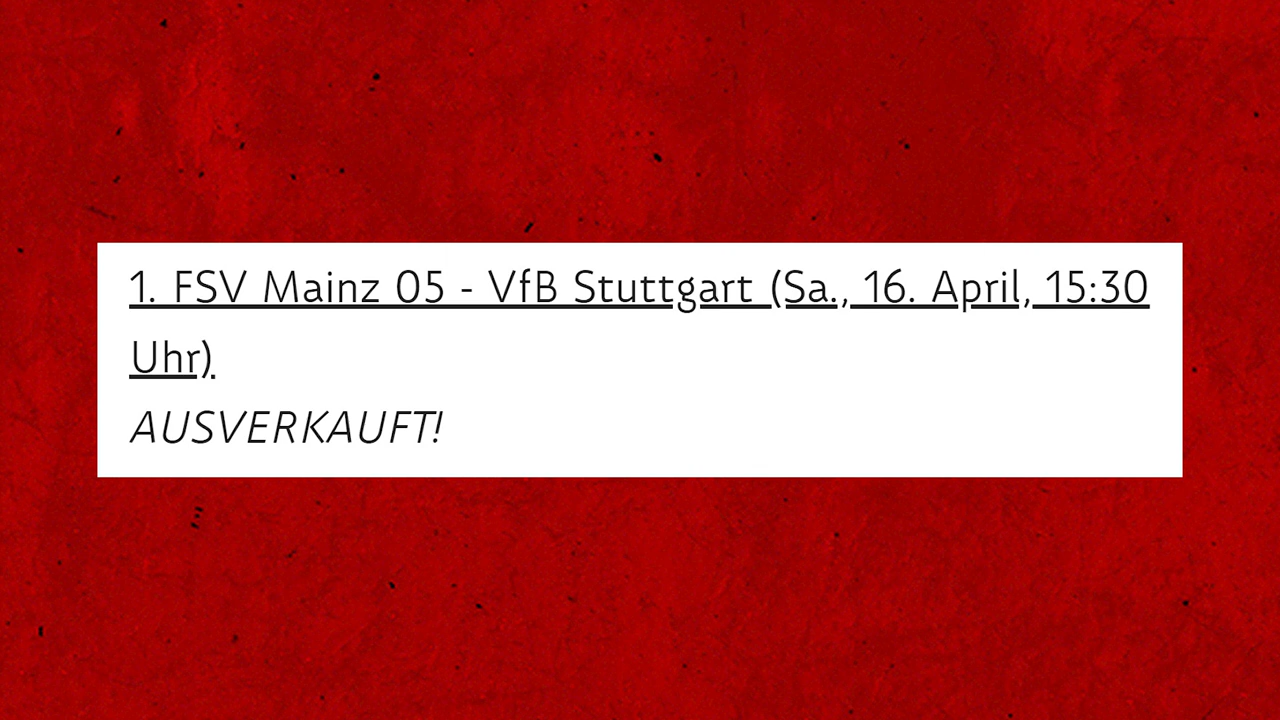 1. FSV Mainz 05 - VfB Stuttgart (Sa., 16. April, 15:30
Uhr)
AUSVERKAUFT!